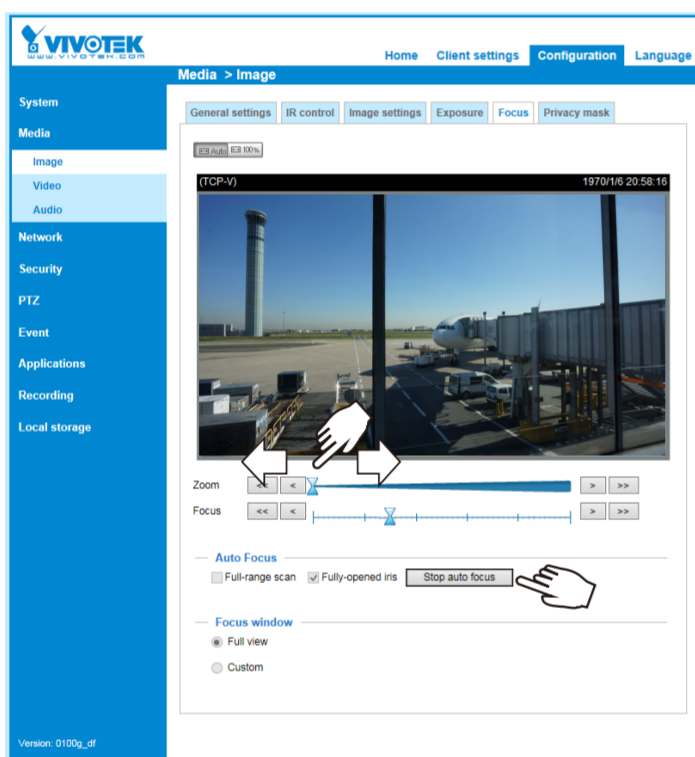 VIVOTEK
www.vivotek.com
Home Client settings Configuration Language
Media > Image
System
Media
Image
Video
Audio
Network
Security
PTZ
Event
Applications
Recording
Local storage
General settings IR control Image settings Exposure Focus Privacy mask
Auto 100%
(TCP-V) 1970/1/6 20:58:16
Zoom << < > >>
Focus << < > >>
Auto Focus
Full-range scan Fully-opened iris Stop auto focus
Focus window
Full view
Custom
Version: 0100g_df